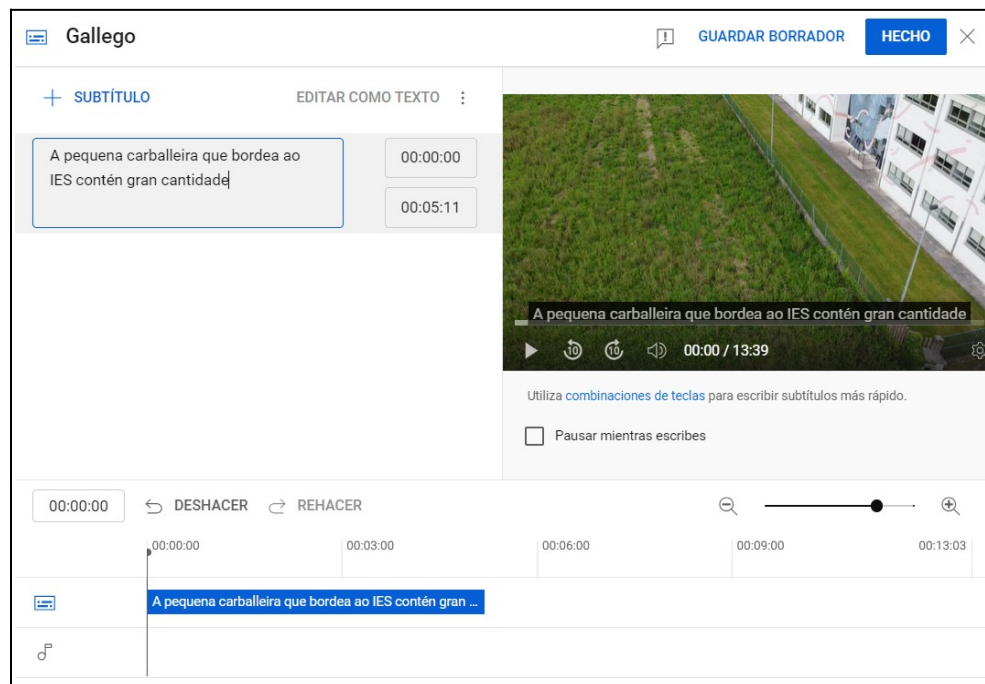 Gallego
GUARDAR BORRADOR
HECHO
SUBTÍTULO
EDITAR COMO TEXTO
A pequena carballeira que bordea ao
IES contén gran cantidade
00:00:00
00:05:11
A pequena carballeira que bordea ao IES contén gran cantidade
10
10
00:00 / 13:39
Utiliza combinaciones de teclas para escribir subtítulos más rápido.
Pausar mientras escribes
00:00:00
DESHACER
REHACER
00:00:00
00:03:00
00:06:00
00:09:00
00:13:03
A pequena carballeira que bordea ao IES contén gran ...